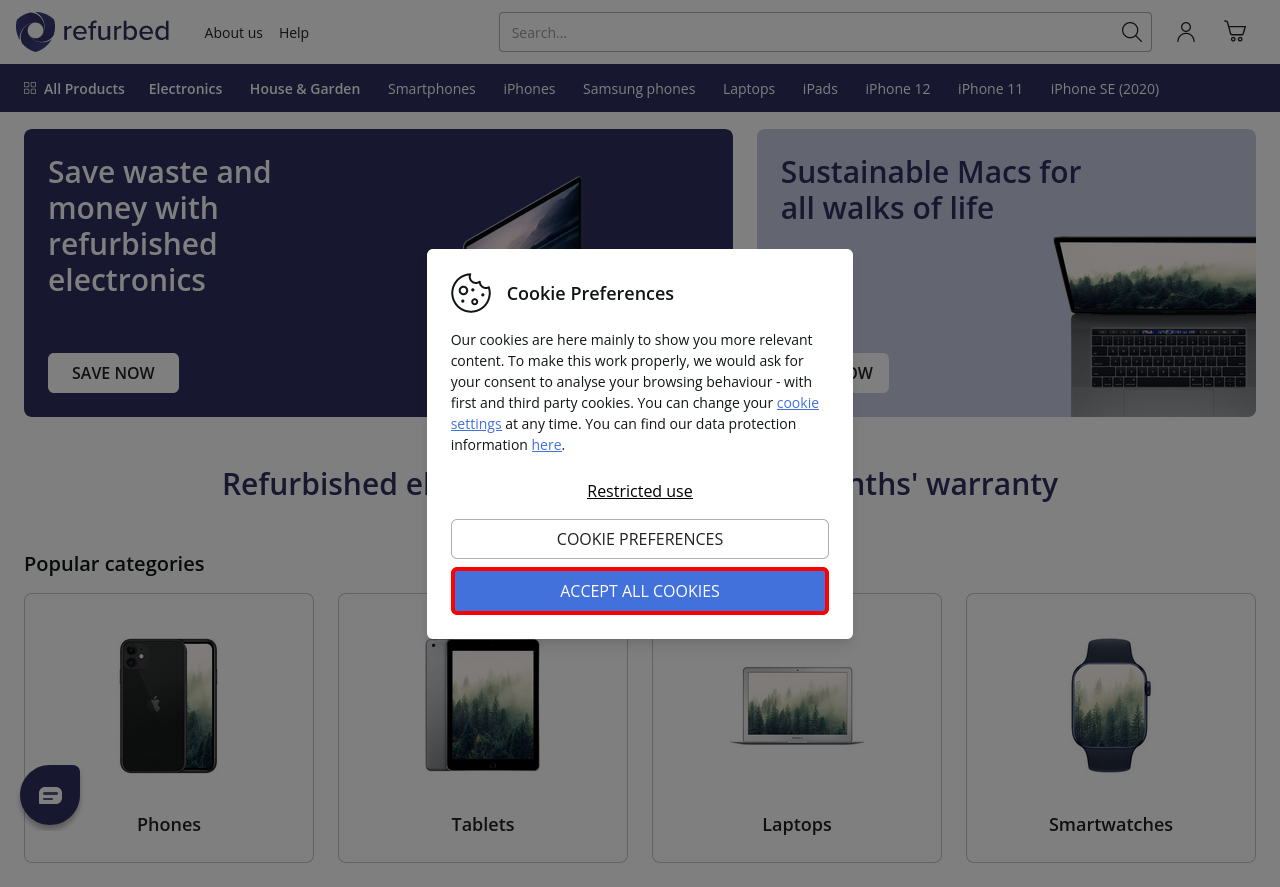 refurbed
About us
Help
Search...
All Products
Electronics
House & Garden
Smartphones
iPhones
Samsung phones
Laptops
iPads
iPhone 12
iPhone 11
iPhone SE (2020)
Save waste and
money with
refurbished
electronics
SAVE NOW
Sustainable Macs for
all walks of life
Cookie Preferences
Our cookies are here mainly to show you more relevant
content. To make this work properly, we would ask for
your consent to analyse your browsing behaviour - with
first and third party cookies. You can change your cookie
settings at any time. You can find our data protection
information here.
Restricted use
COOKIE PREFERENCES
ACCEPT ALL COOKIES
Refurbished
warranty
Popular categories
Phones
Tablets
Laptops
Smartwatches